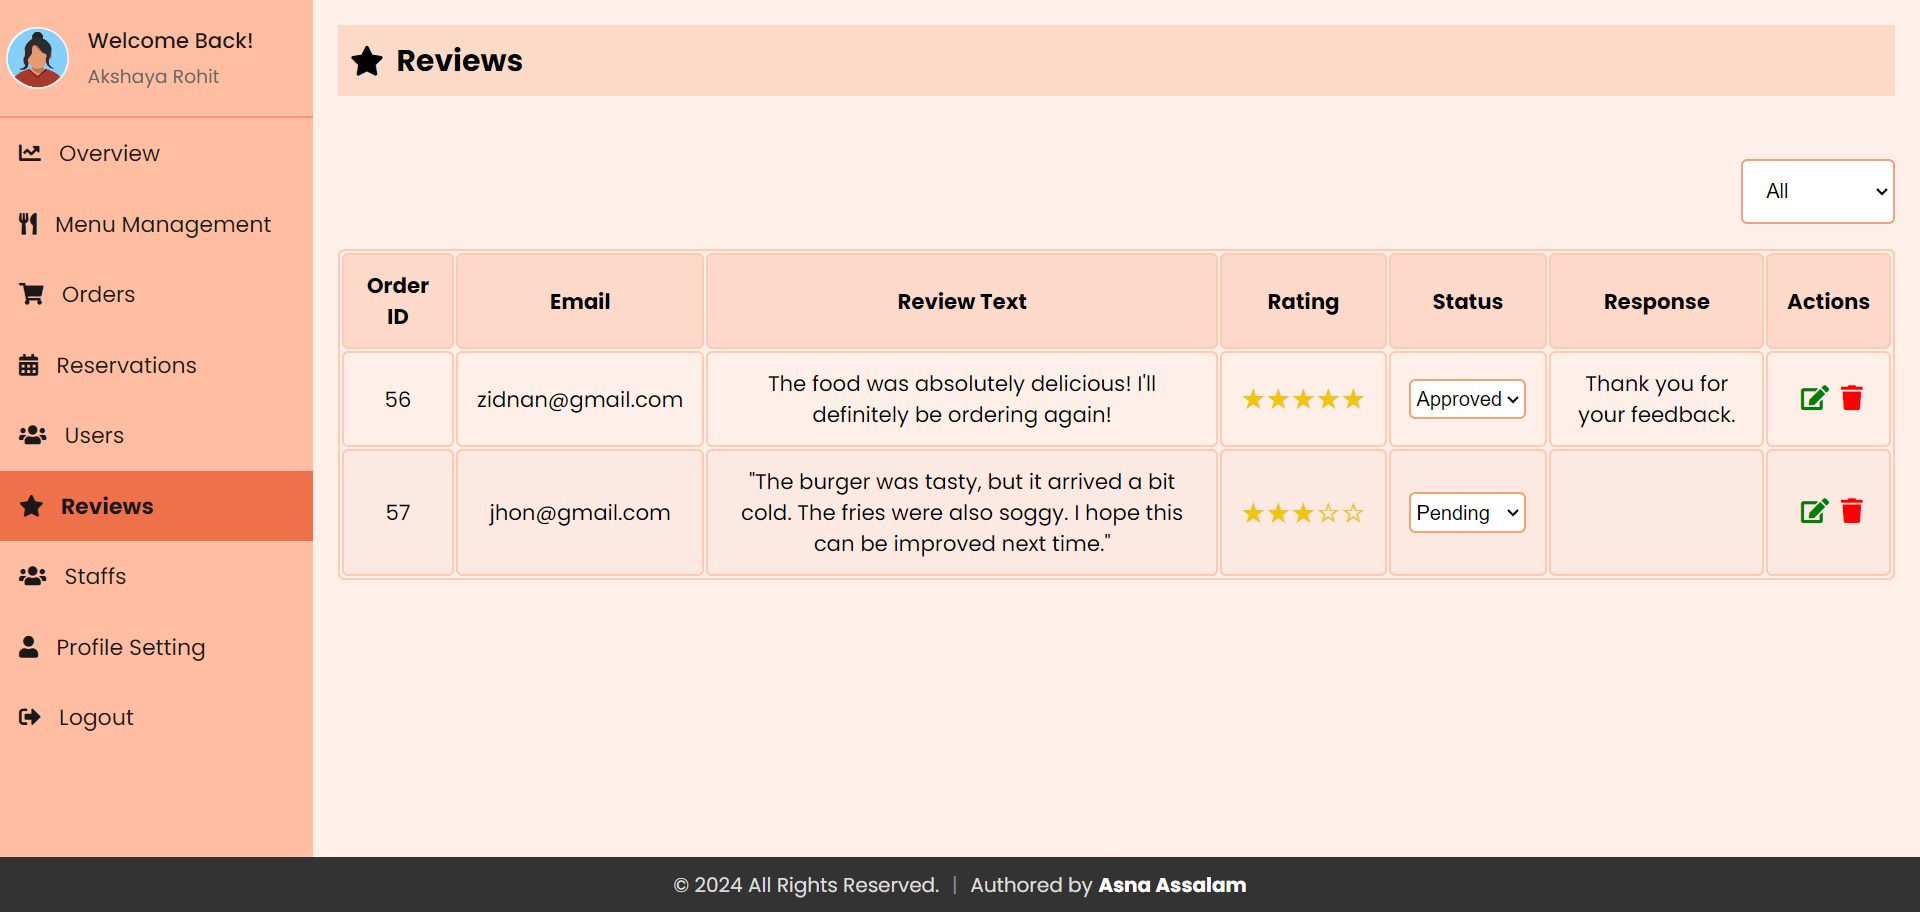 Welcome Back!
Akshaya Rohit
Overview
Menu Management
Orders
Reservations
Users
Reviews
Staffs
Profile Setting
Logout
Reviews
All
Order
ID
Email
Review Text
Rating
Status
Response
Actions
56
zidnan@gmail.com
The food was absolutely delicious! I'll
definitely be ordering again!
★★★★★
Approved
Thank you for
your feedback.
57
jhon@gmail.com
"The burger was tasty, but it arrived a bit
cold. The fries were also soggy. I hope this
can be improved next time."
★★★☆☆
Pending
© 2024 All Rights Reserved. | Authored by Asna Assalam